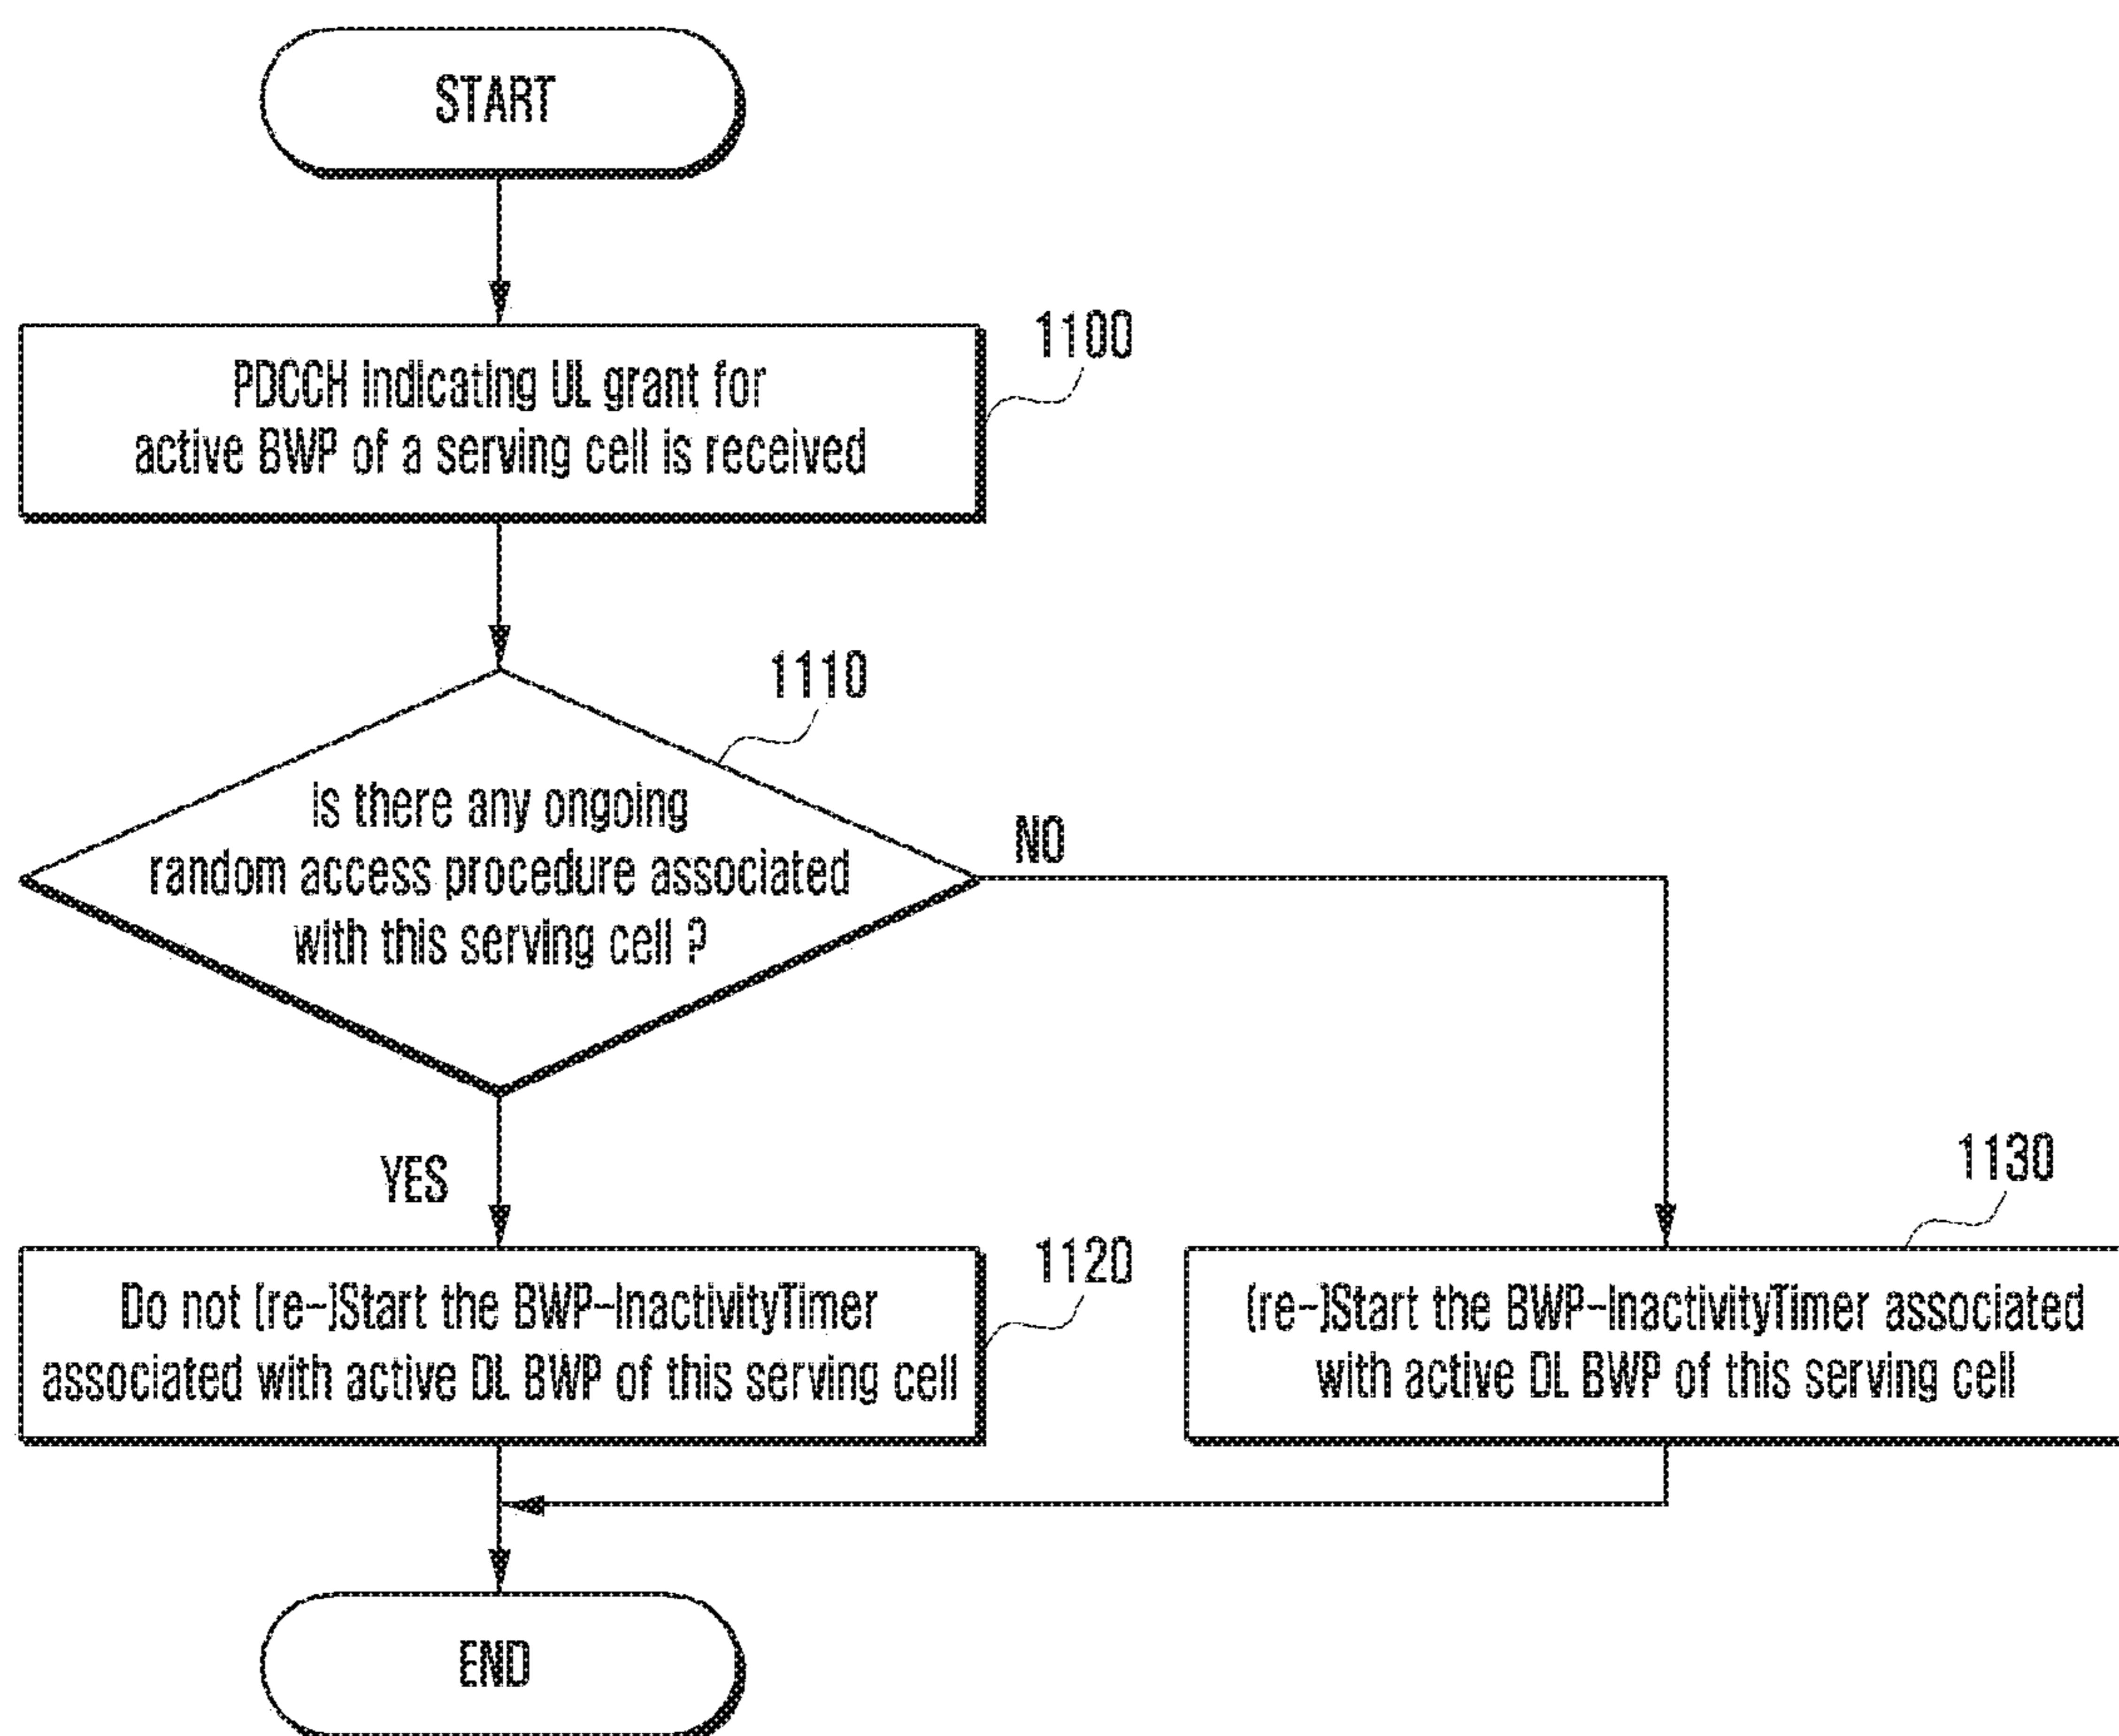 START
1100
PDCCH indicating UL grant for
active BWP of a serving cell is received
1110
is there any ongoing
random access procedure associated
with this serving cell ?
NO
YES
1120
Do not (re-)Start the BWP-InactivityTimer
associated with active DL BWP of this serving cell
1130
(re-)Start the BWP-InactivityTimer associated
with active DL BWP of this serving cell
END